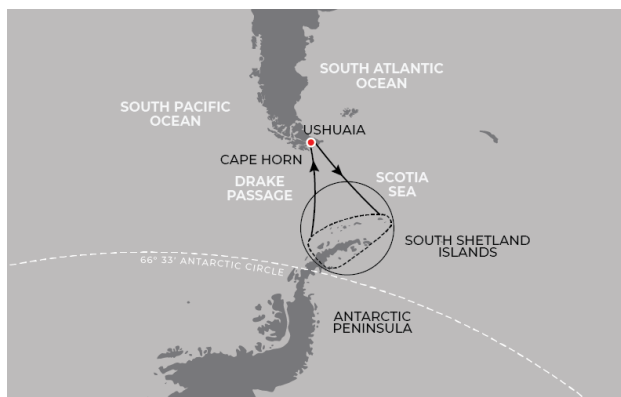 SOUTH ATLANTIC
OCEAN
SOUTH PACIFIC
OCEAN
USHUAIA
CAPE HORN
DRAKE
PASSAGE
SCOTIA
SEA
SOUTH SHETLAND
ISLANDS
66° 33' ANTARCTIC CIRCLE
ANTARCTIC
PENINSULA